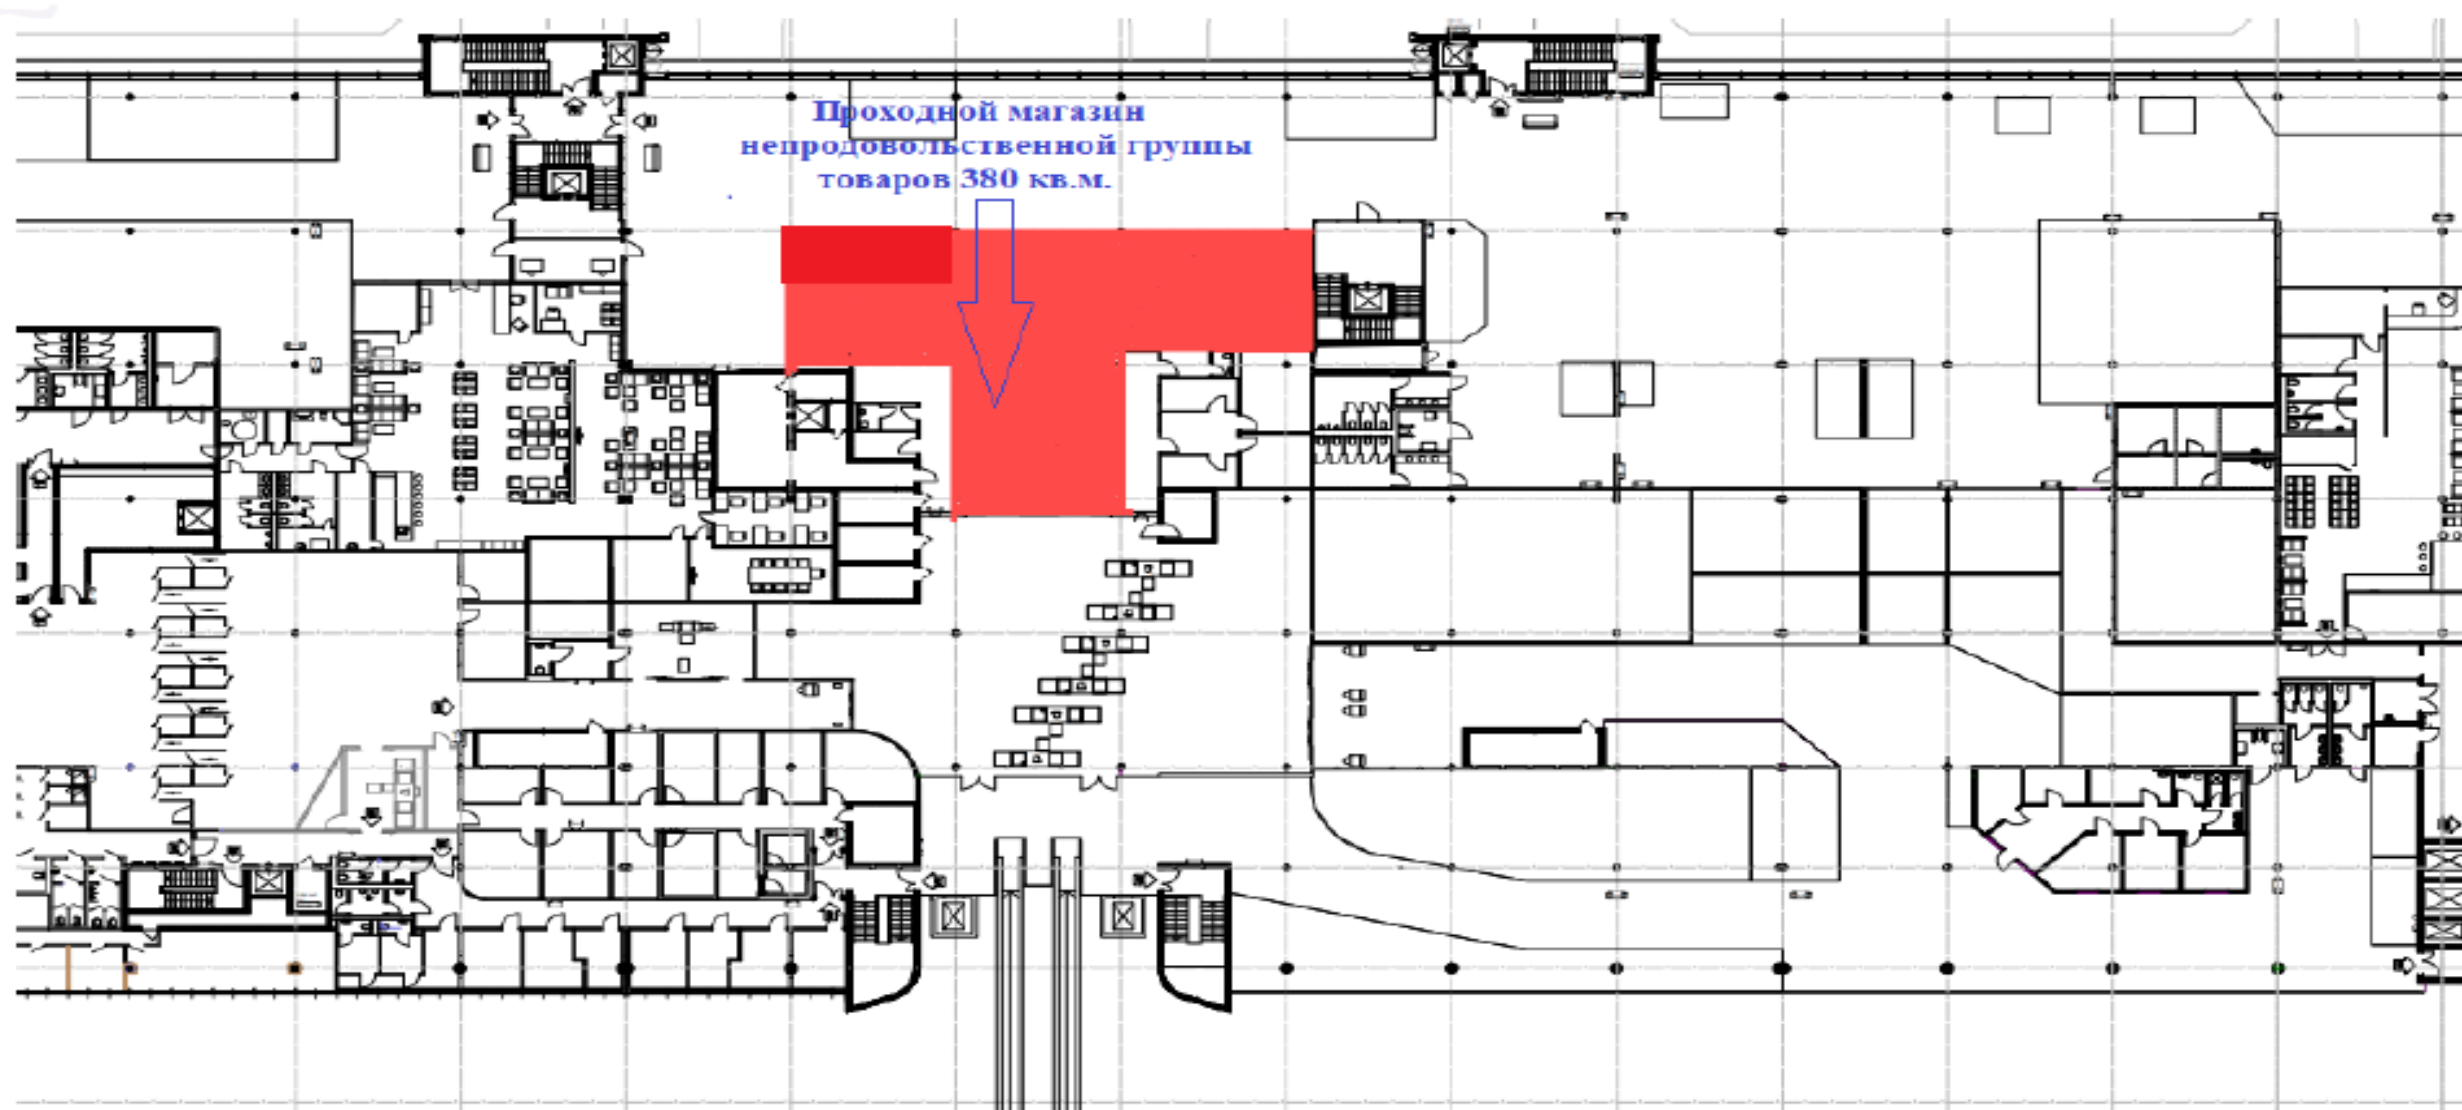 Проходной магазин
непродовольственной группы
товаров 380 кв.м.